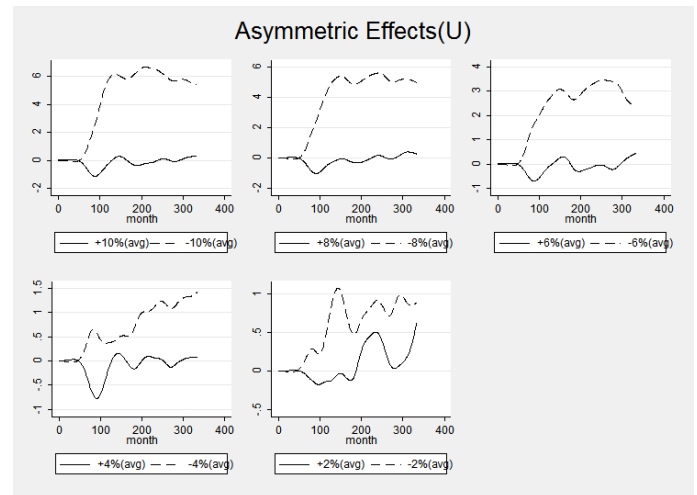 Asymmetric Effects(U)
6
4
2
0
-2
0 100 200 300 400
month
+10%(avg) -10%(avg)
6
4
2
0
-2
0 100 200 300 400
month
+8%(avg) -8%(avg)
4
3
2
1
0
-1
0 100 200 300 400
month
+6%(avg) -6%(avg)
1.5
1
.5
0
-.5
-1
0 100 200 300 400
month
+4%(avg) -4%(avg)
1
.5
0
-.5
0 100 200 300 400
month
+2%(avg) -2%(avg)